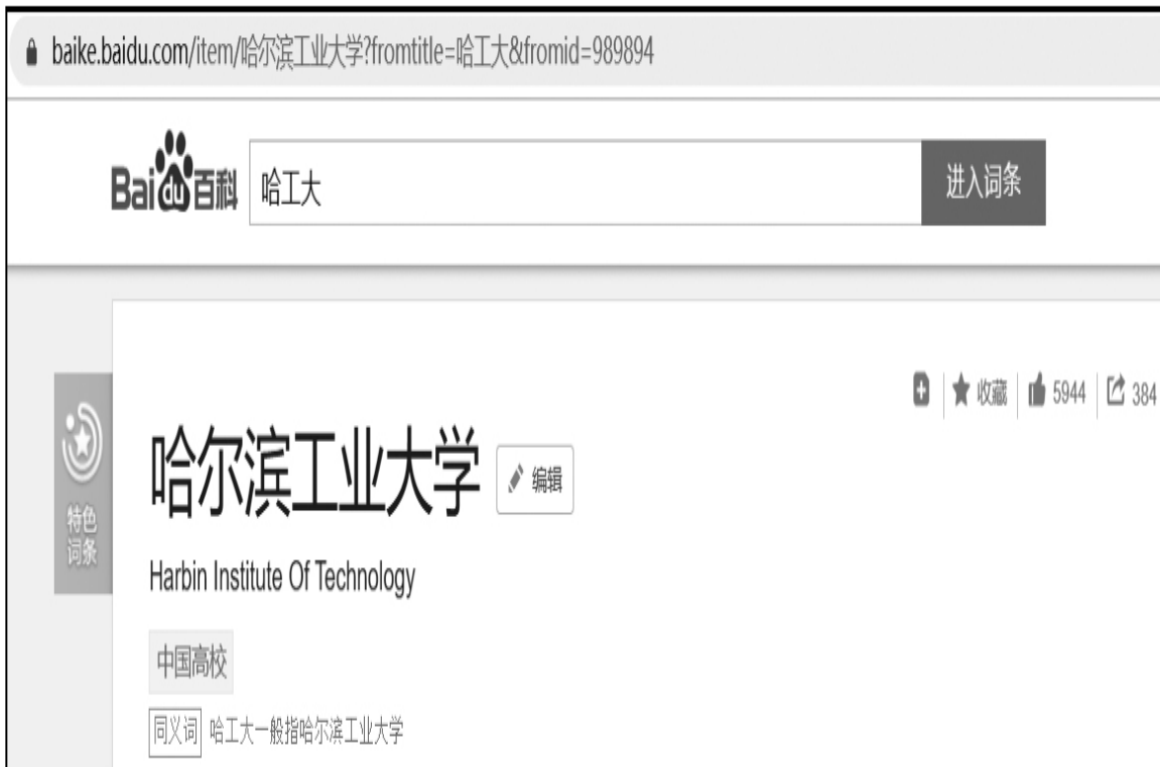 baike.baidu.com/item/哈尔滨工业大学?fromtitle=哈工大&fromid=989894
Bai du 百科 哈工大 进入词条
收藏 5944 384
特色
词条
哈尔滨工业大学 编辑
Harbin Institute Of Technology
中国高校
同义词 哈工大一般指哈尔滨工业大学